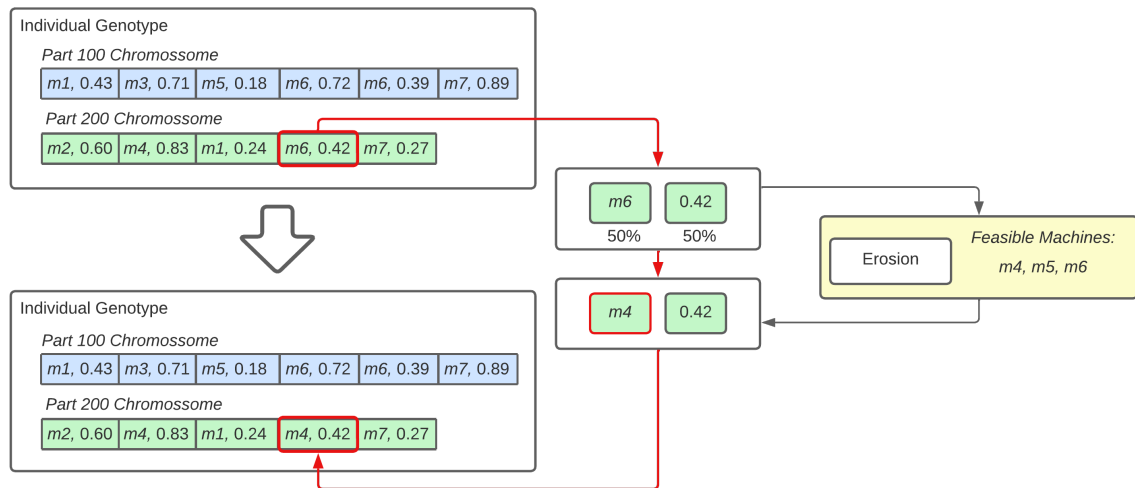 Individual Genotype
Part 100 Chromossome
m1, 0.43 m3, 0.71 m5, 0.18 m6, 0.72 m6, 0.39 m7, 0.89
Part 200 Chromossome
m2, 0.60 m4, 0.83 m1, 0.24 m6, 0.42 m7, 0.27
m6 0.42
50% 50%
Erosion
Feasible Machines:
m4, m5, m6
m4 0.42
Individual Genotype
Part 100 Chromossome
m1, 0.43 m3, 0.71 m5, 0.18 m6, 0.72 m6, 0.39 m7, 0.89
Part 200 Chromossome
m2, 0.60 m4, 0.83 m1, 0.24 m4, 0.42 m7, 0.27